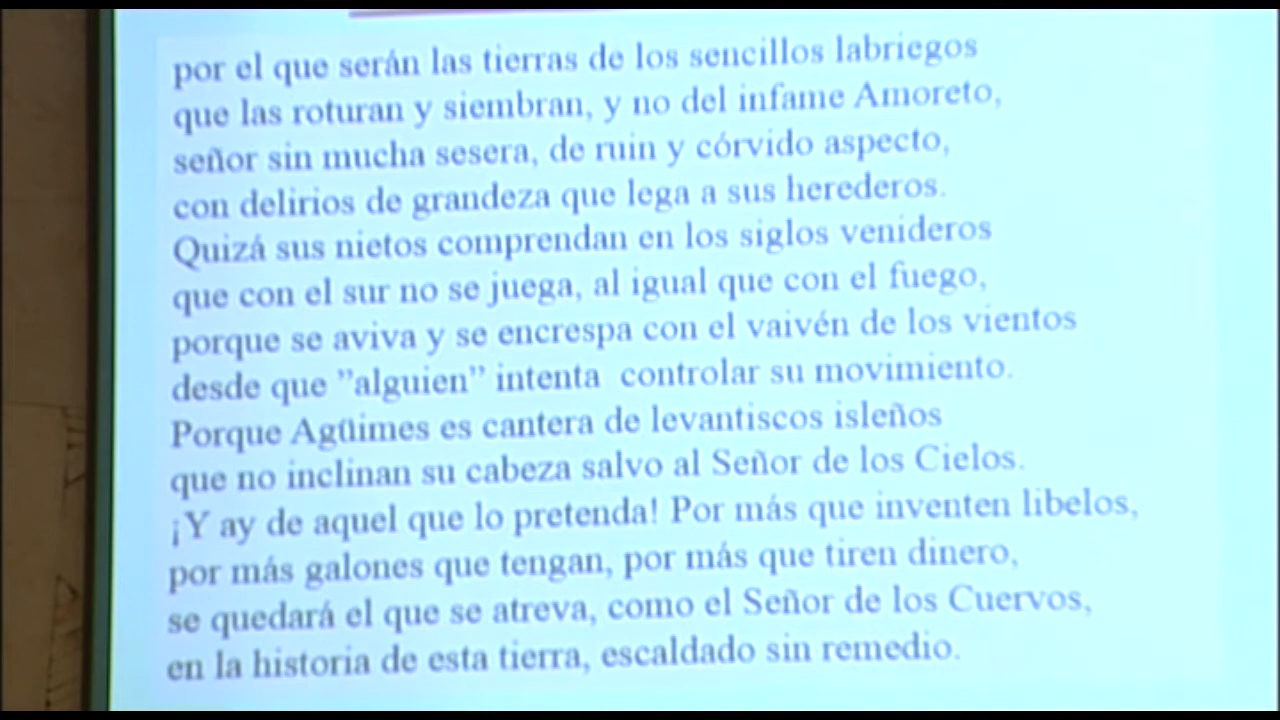 por el que serán las tierras de los sencillos labriegos
que las roturan y siembran, y no del infame Amoreto,
señor sin mucha sesera, de ruin y córvido aspecto,
con delirios de grandeza que lega a sus herederos.
Quizá sus nietos comprendan en los siglos venideros
que con el sur no se juega, al igual que con el fuego,
porque se aviva y se encrespa con el vaivén de los vientos
desde que ”alguien” intenta controlar su movimiento.
Porque Agüimes es cantera de levantiscos isleños
que no inclinan su cabeza salvo al Señor de los Cielos.
¡Y ay de aquel que lo pretenda! Por más que inventen libelos,
por más galones que tengan, por más que tiren dinero,
se quedará el que se atreva, como el Señor de los Cuervos,
en la historia de esta tierra, escaldado sin remedio.